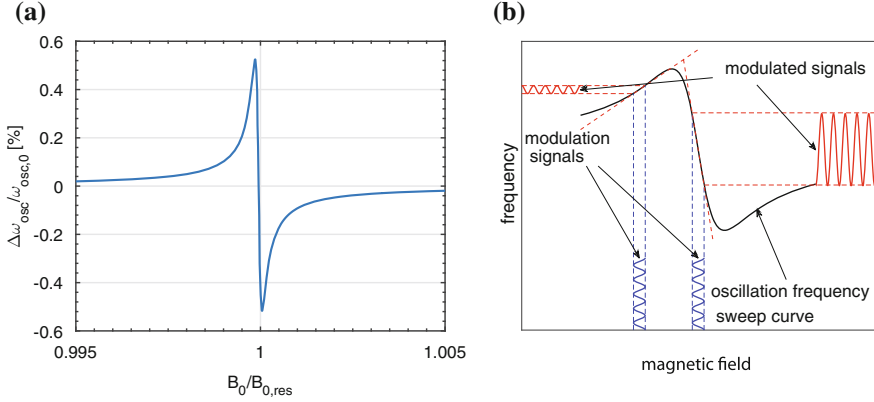 (a)
0.6
0.4
0.2
0
-0.2
-0.4
-0.6
Δω_osc/ω_osc,0 [%]
0.995
1
1.005
B_0/B_0,res
(b)
modulated signals
modulation
signals
oscillation frequency
sweep curve
frequency
magnetic field